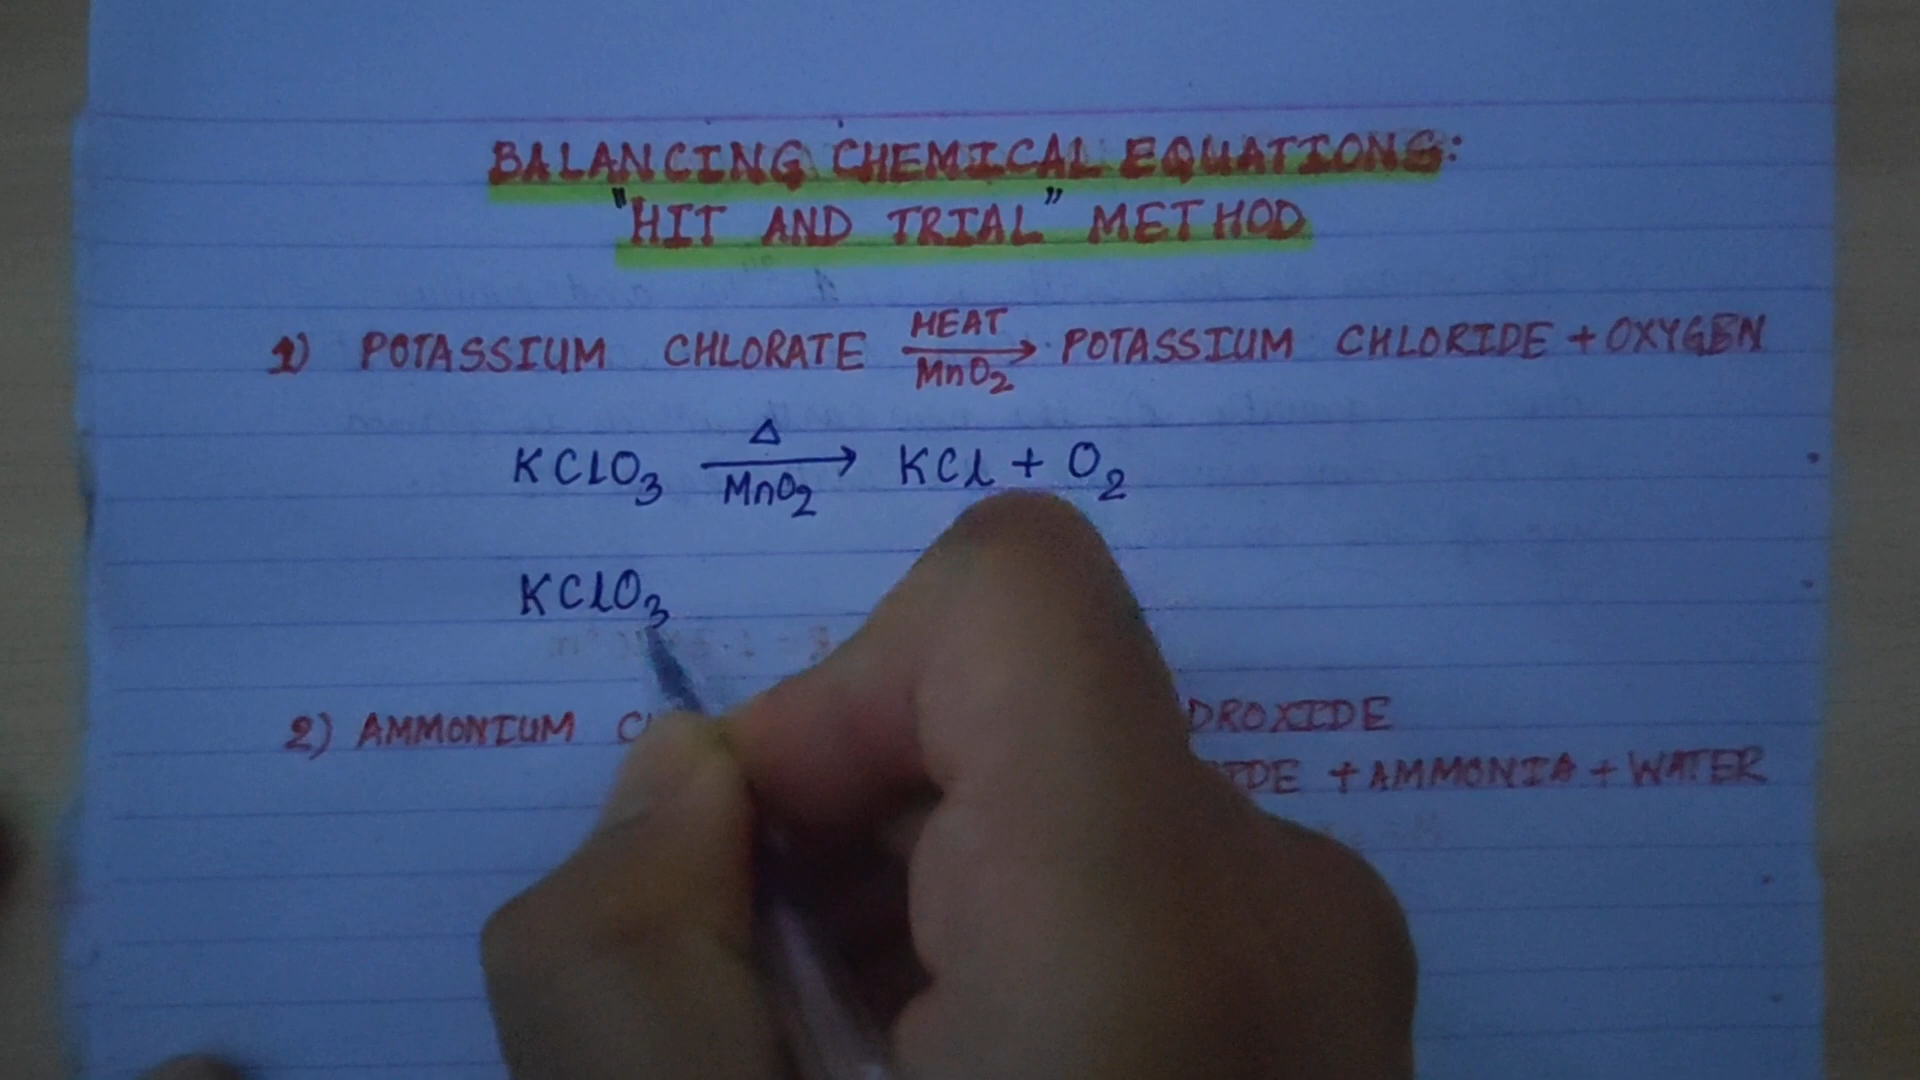 BALANCING CHEMICAL EQUATIONS:
"HIT AND TRIAL" METHOD
1) POTASSIUM CHLORATE HEAT MnO2 → POTASSIUM CHLORIDE + OXYGEN
KClO3 Δ MnO2 → KCl + O2
KClO3
2) AMMONIUM DROXIDE
IDE + AMMONIA + WATER